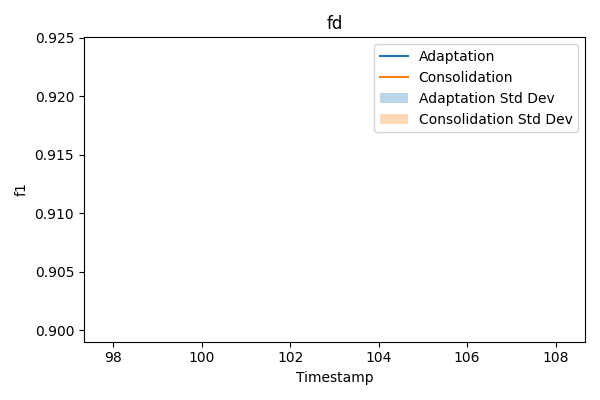 fd
Adaptation
Consolidation
Adaptation Std Dev
Consolidation Std Dev
f1
0.925
0.920
0.915
0.910
0.905
0.900
98 100 102 104 106 108
Timestamp